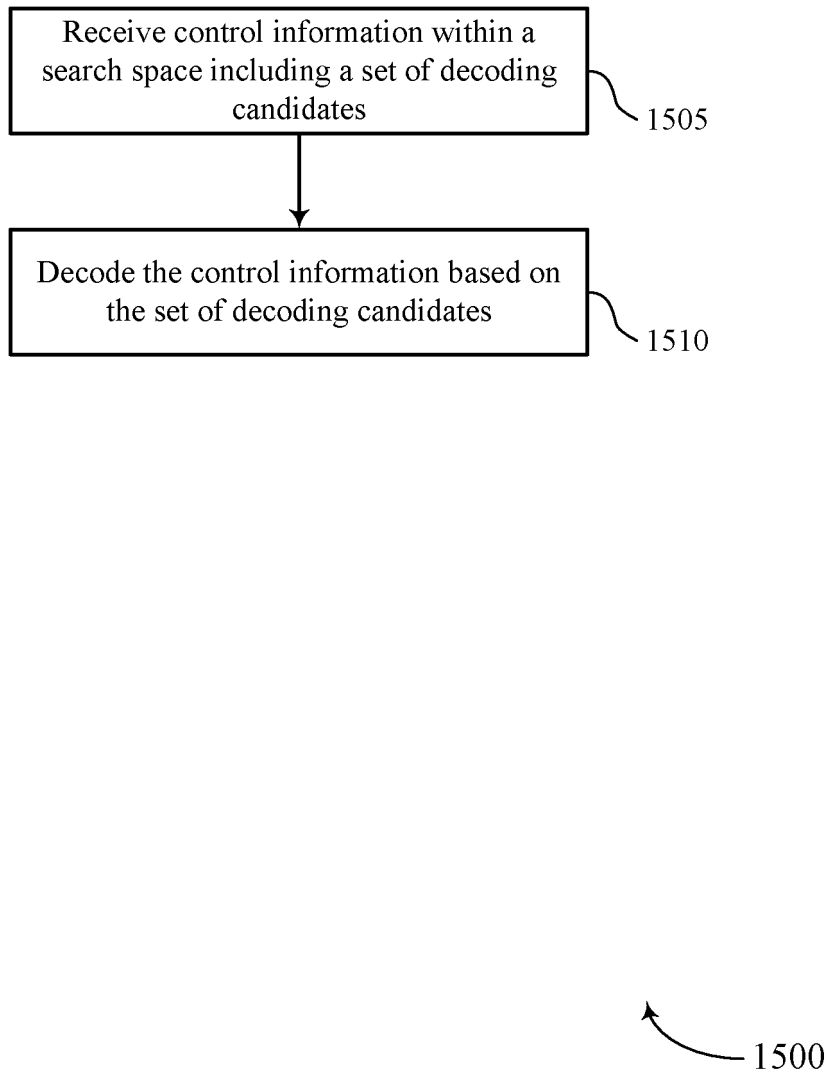 Receive control information within a
search space including a set of decoding
candidates
1505
Decode the control information based on
the set of decoding candidates
1510
1500